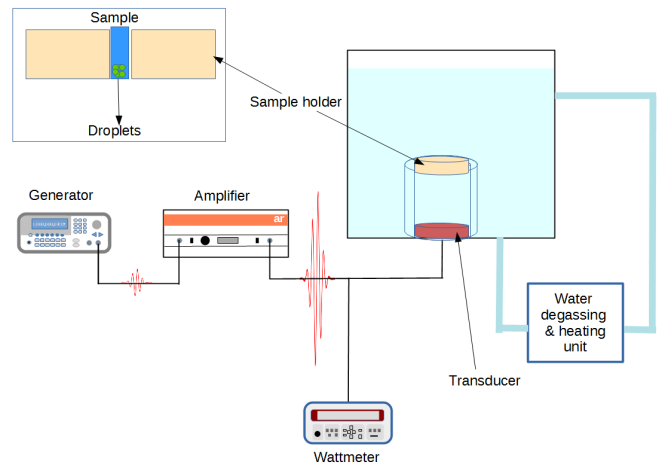 Sample
Sample holder
Droplets
Generator
Amplifier
ar
Water
degassing
& heating
unit
Transducer
Wattmeter